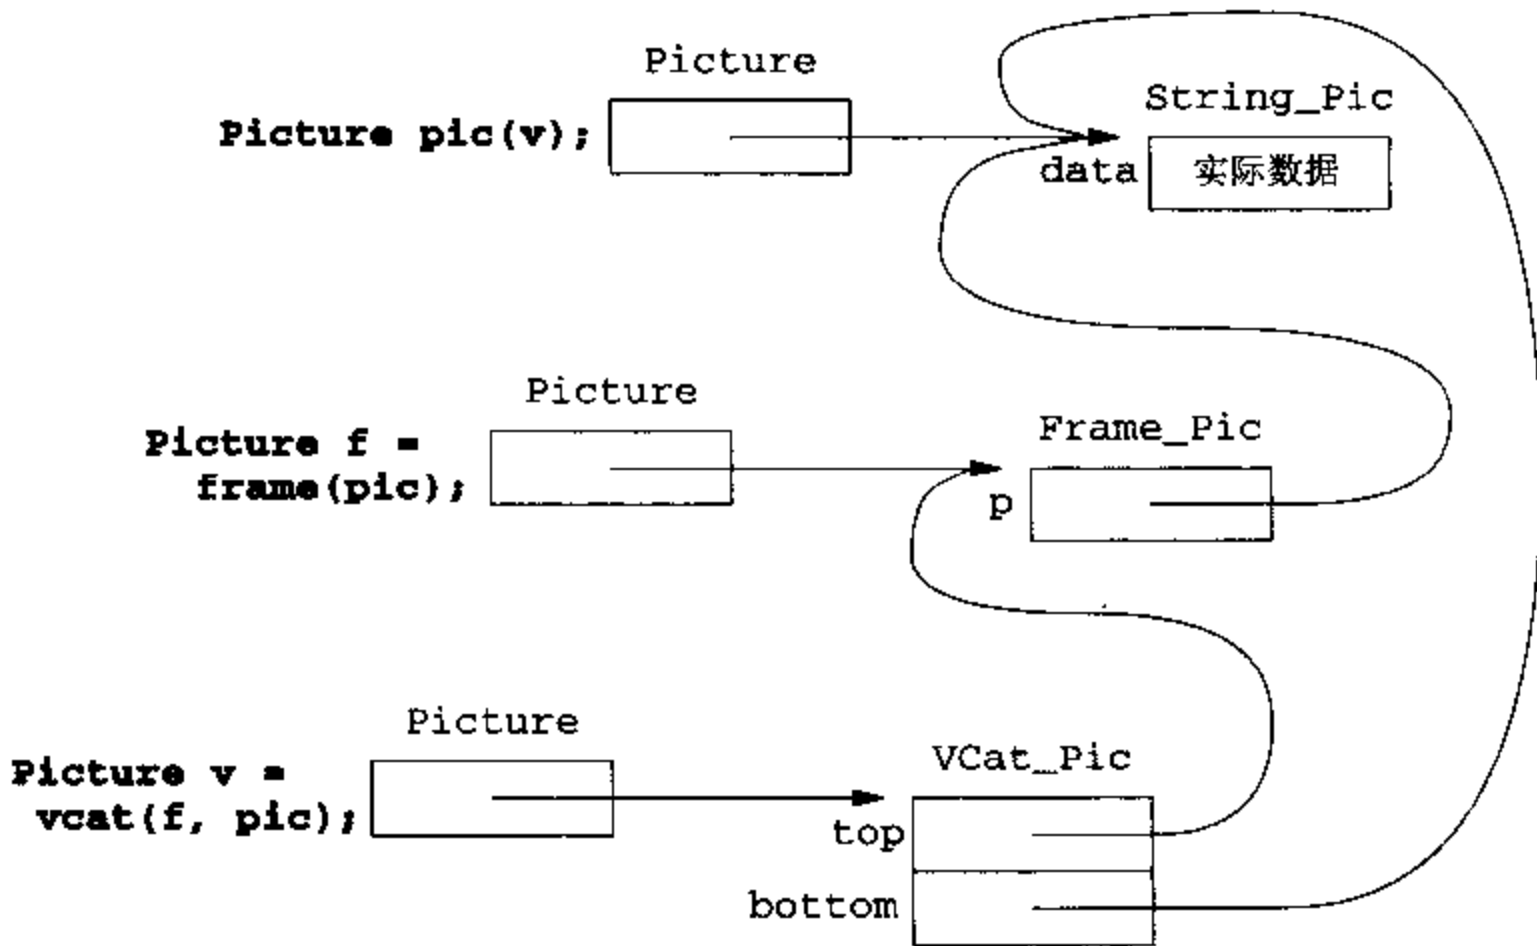 Picture
String_Pic
Picture pic(v);
data
实际数据
Picture
Frame_Pic
Picture f =
frame(pic);
p
Picture
VCat_Pic
Picture v =
vcat(f, pic);
top
bottom